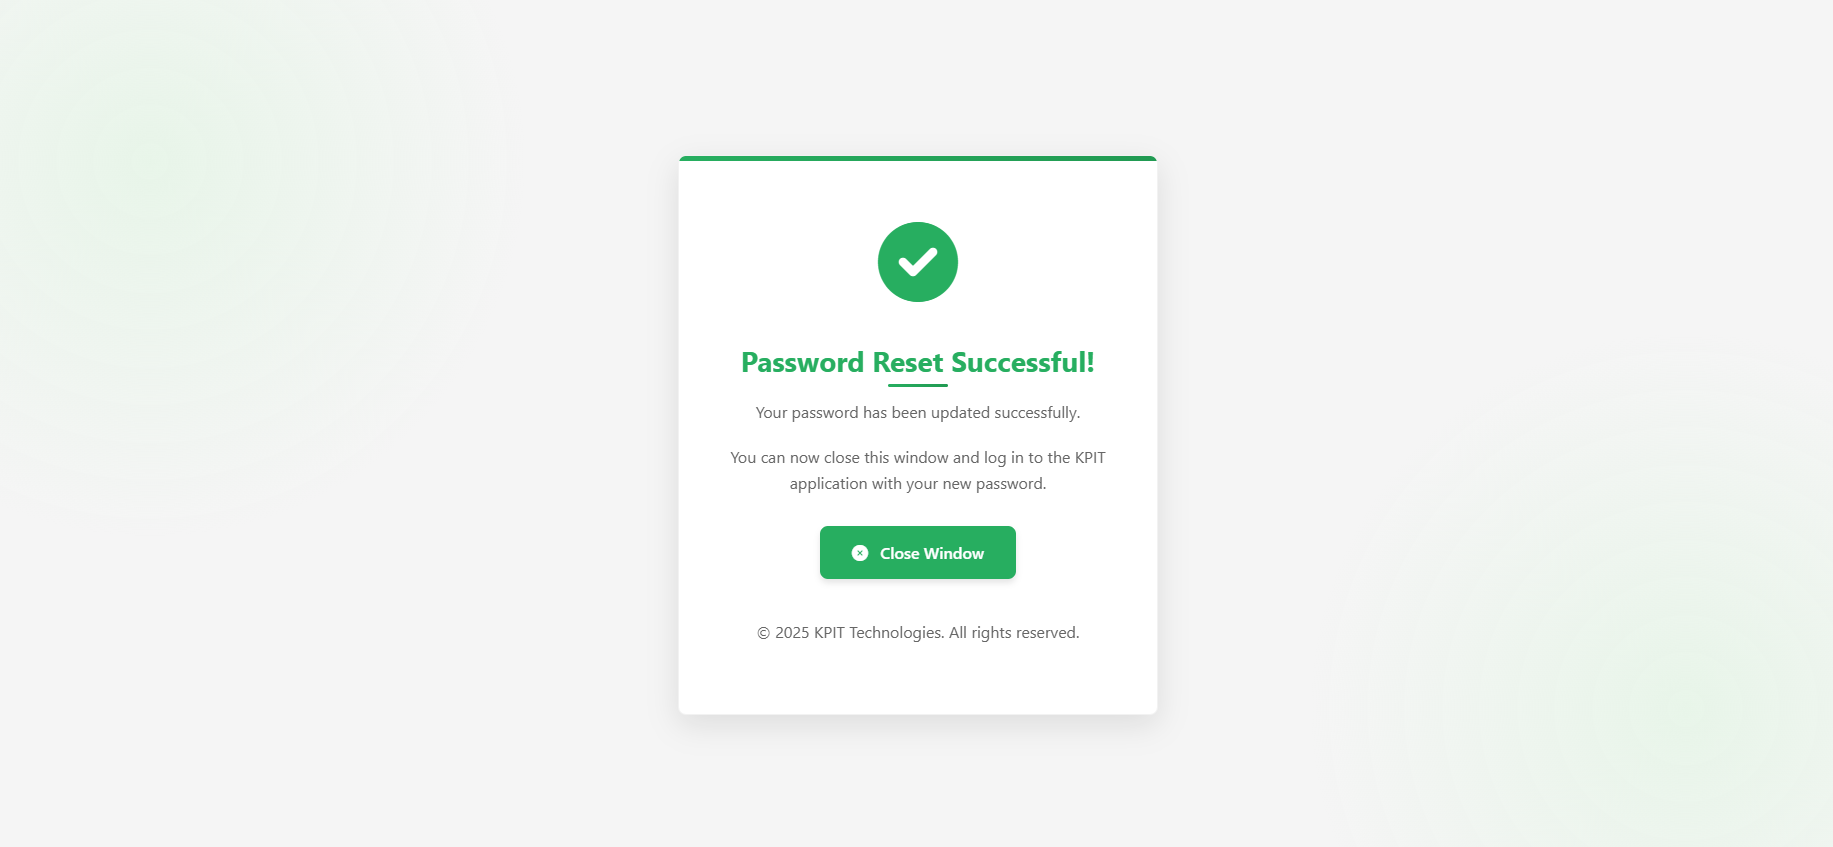 Password Reset Successful!
Your password has been updated successfully.
You can now close this window and log in to the KPIT
application with your new password.
Close Window
© 2025 KPIT Technologies. All rights reserved.